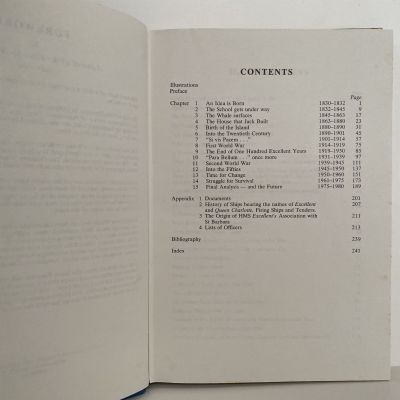 CONTENTS
Illustrations
Preface
Page
Chapter 1 An Idea is Born 1830–1832 1
2 The School gets under way 1832–1845 9
3 The Whale surfaces 1845–1863 17
4 The House that Jack Built 1863–1880 23
5 Birth of the Island 1880–1890 31
6 Into the Twentieth Century 1890–1901 45
7 "Si vis Pacem . . ." 1901–1914 57
8 First World War 1914–1919 75
9 The End of One Hundred Excellent Years 1919–1930 83
10 "Para Bellum . . ." once more 1931–1939 97
11 Second World War 1939–1945 111
12 Into the Fifties 1945–1950 137
13 Time for Change 1950–1960 151
14 Struggle for Survival 1961–1975 173
15 Final Analysis — and the Future 1975–1980 189
Appendix 1 Documents 201
2 History of Ships bearing the names of Excellent 207
and Queen Charlotte, Firing Ships and Tenders.
3 The Origin of HMS Excellent's Association with 211
St Barbara
4 Lists of Officers 213
Bibliography 239
Index 241